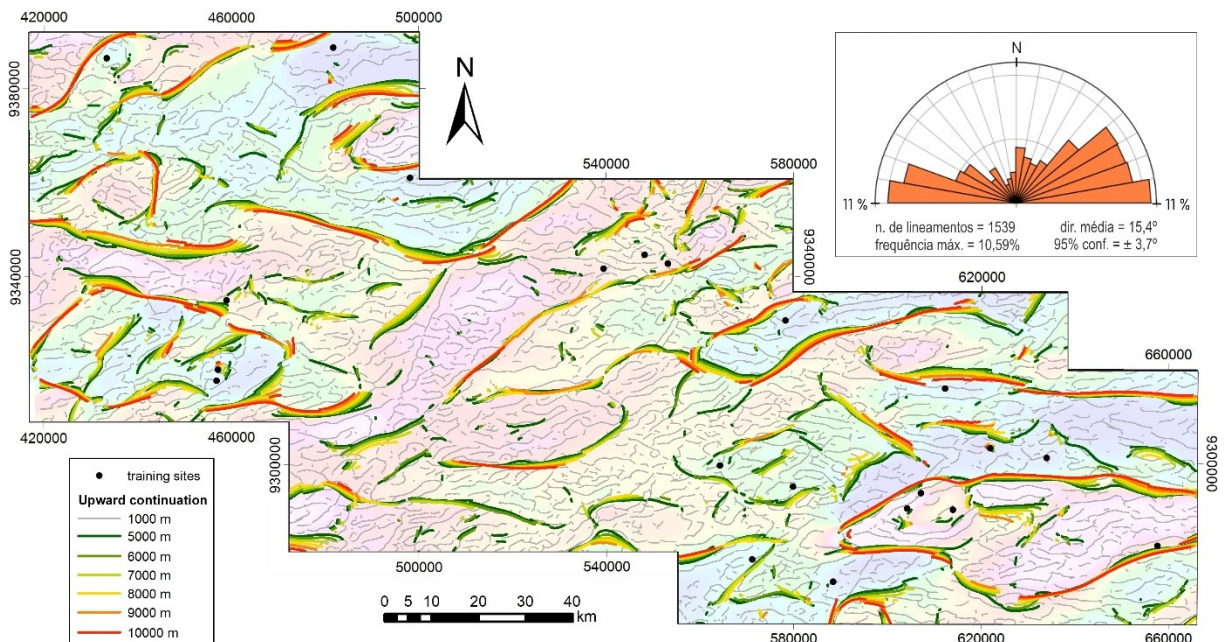 420000 460000 500000
9380000
N
N
11 % 11 %
n. de lineamentos = 1539 dir. média = 15,4º
frequência máx. = 10,59% 95% conf. = ± 3,7º
540000 580000
9340000
9340000
620000
660000
420000 460000
9300000
9300000
training sites
Upward continuation
1000 m
5000 m
6000 m
7000 m
8000 m
9000 m
10000 m
500000 540000
0 5 10 20 30 40
km
580000 620000 660000